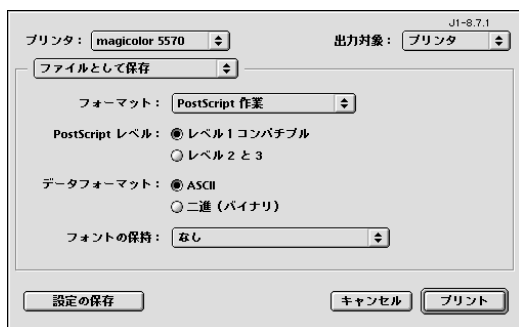 J1-8.7.1
プリンタ： magicolor 5570 出力対象： プリンタ
ファイルとして保存
フォーマット： PostScript 作業
PostScript レベル： レベル 1 コンパチブル
レベル 2 と 3
データフォーマット： ASCII
二進（バイナリ）
フォントの保持： なし
設定の保存 キャンセル プリント